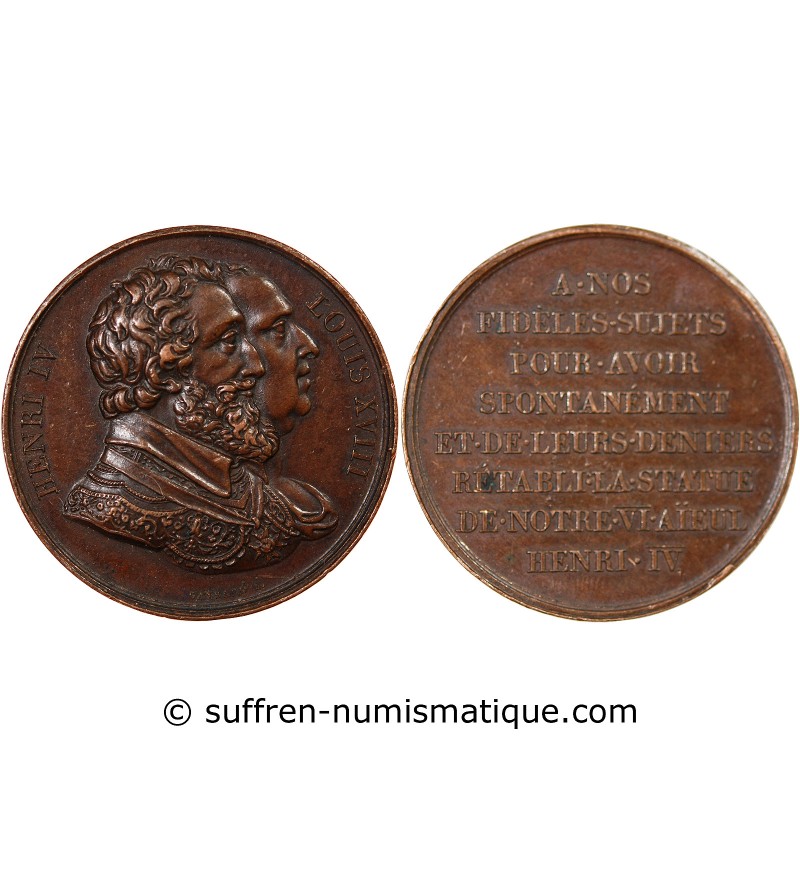 HENRI IV
LOUIS XVIII
A·NOS
FIDÈLES·SUJETS
POUR·AVOIR
SPONTANÉMENT
ET·DE·LEURS·DENIERS
RÉTABLI·LA·STATUE
DE·NOTRE·VI·AÏEUL
HENRI·IV
© suffren-numismatique.com